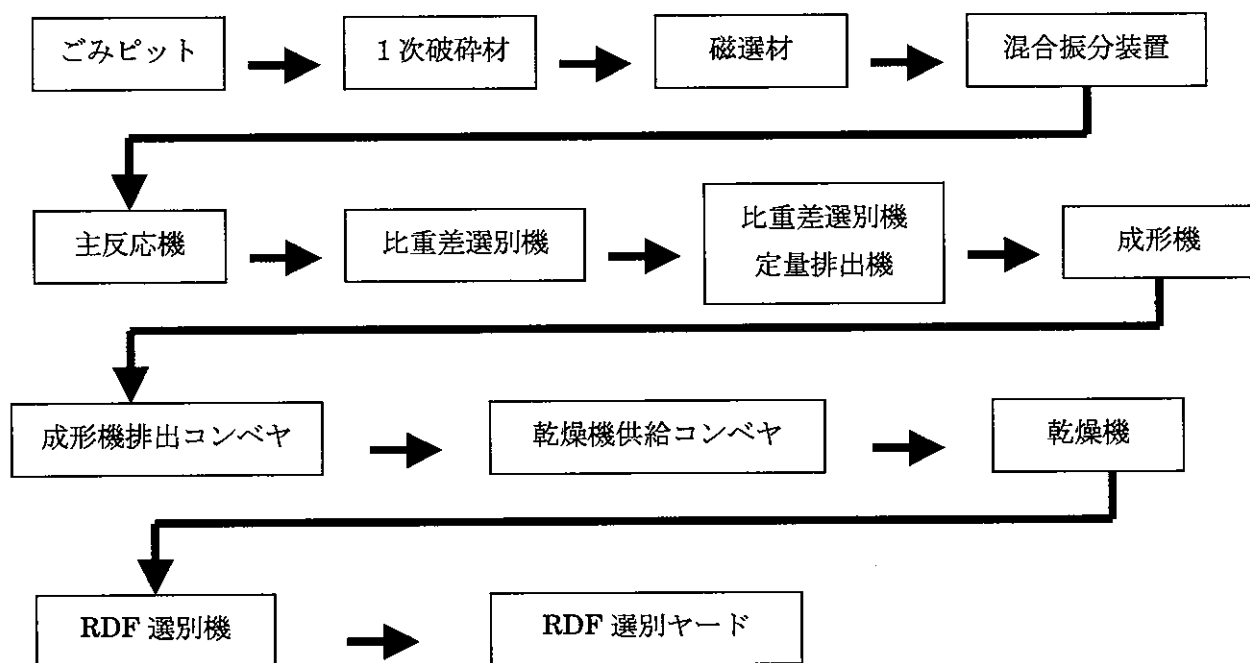 ごみピット
1次破砕材
磁選材
混合振分装置
主反応機
比重差選別機
比重差選別機
定量排出機
成形機
成形機排出コンベヤ
乾燥機供給コンベヤ
乾燥機
RDF 選別機
RDF 選別ヤード